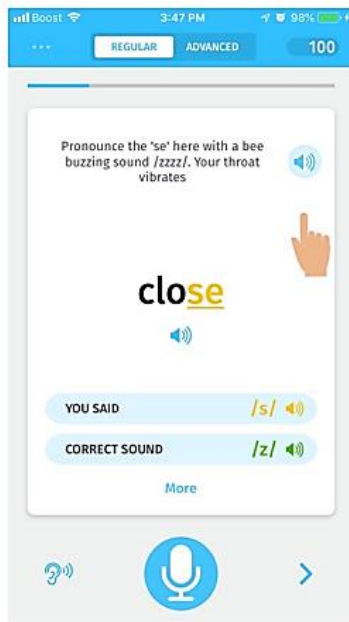 Boost 3:47 PM 98%
... REGULAR ADVANCED 100
Pronounce the 'se' here with a bee
buzzing sound /zzzz/. Your throat
vibrates
close
YOU SAID /s/
CORRECT SOUND /z/
More